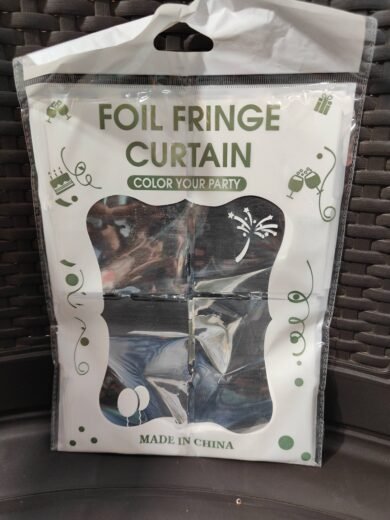 FOIL FRINGE
CURTAIN
COLOR YOUR PARTY
MADE IN CHINA